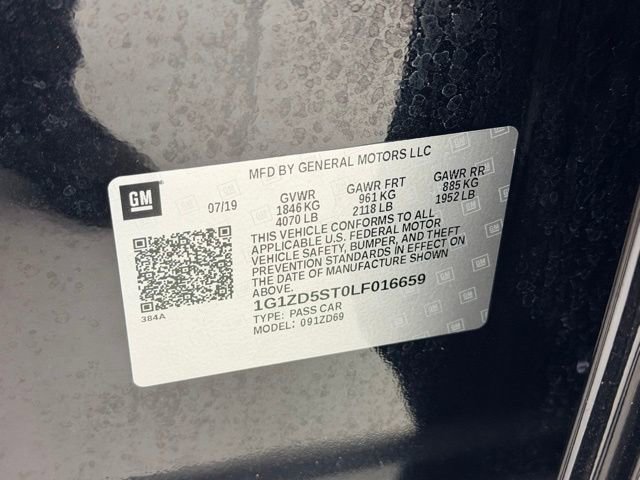 MFD BY GENERAL MOTORS LLC
GM
07/19
GVWR
1846 KG
4070 LB
GAWR FRT
961 KG
2118 LB
GAWR RR
885 KG
1952 LB
THIS VEHICLE CONFORMS TO ALL
APPLICABLE U.S. FEDERAL MOTOR
VEHICLE SAFETY, BUMPER, AND THEFT
PREVENTION STANDARDS IN EFFECT ON
THE DATE OF MANUFACTURE SHOWN
ABOVE.
384A
1G1ZD5ST0LF016659
TYPE: PASS CAR
MODEL: 091ZD69